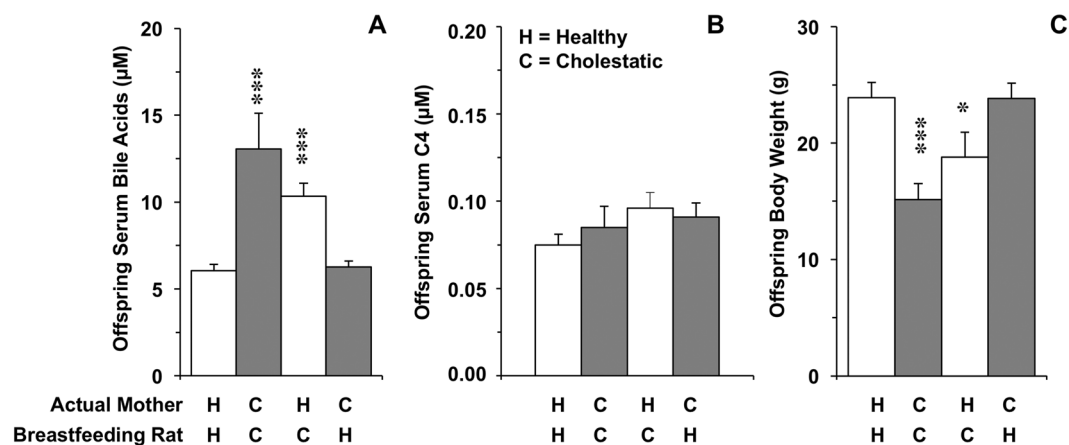 A
Offspring Serum Bile Acids (µM)
20
15
10
5
0
***
***
B
Offspring Serum C4 (µM)
0.20
0.15
0.10
0.05
0.00
H = Healthy
C = Cholestatic
C
Offspring Body Weight (g)
30
20
10
0
***
*
Actual Mother H C H C H C H C H C H C
Breastfeeding Rat H C C H H C C H H C C H